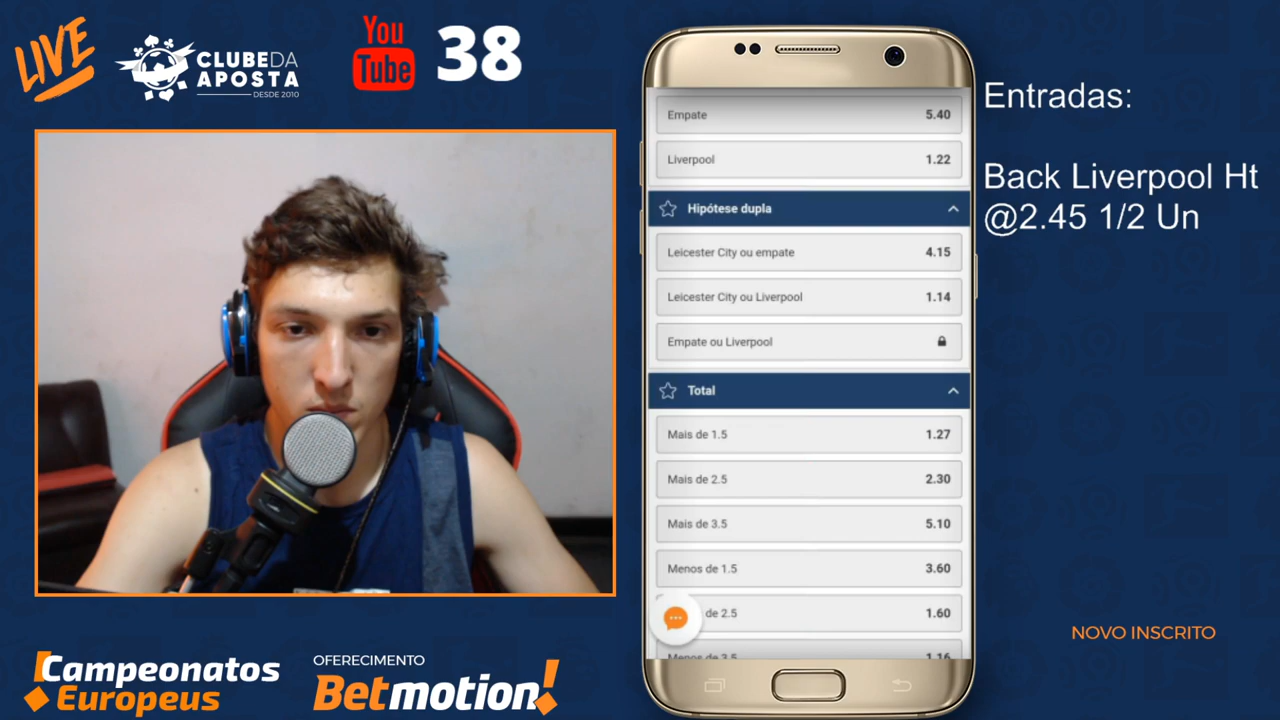 LIVE
CLUBE DA
APOSTA
DESDE 2010
You
Tube
38
Empate 5.40
Liverpool 1.22
Hipótese dupla
Leicester City ou empate 4.15
Leicester City ou Liverpool 1.14
Empate ou Liverpool
Total
Mais de 1.5 1.27
Mais de 2.5 2.30
Mais de 3.5 5.10
Menos de 1.5 3.60
de 2.5 1.60
Menos de 3.5 1.16
Entradas:
Back Liverpool Ht
@2.45 1/2 Un
NOVO INSCRITO
Campeonatos
Europeus
OFERECIMENTO
Betmotion!